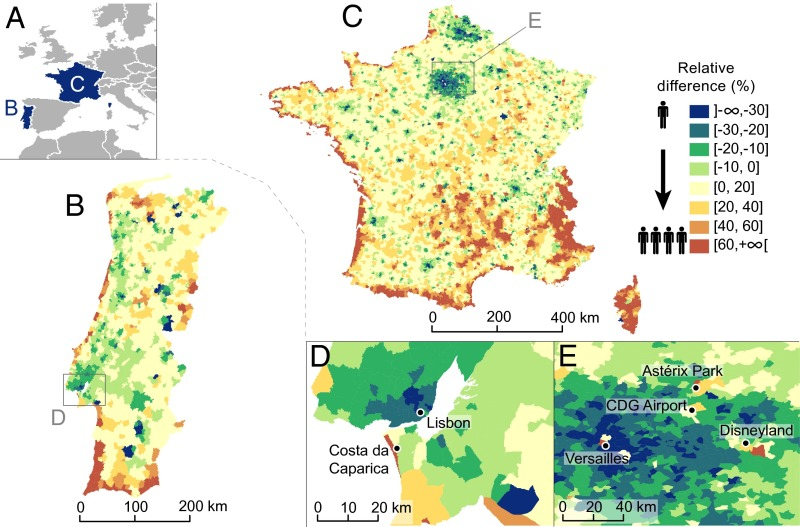 A
B
C
C
E
Relative
difference (%)
]-∞,-30]
[-30,-20]
[-20,-10]
[-10, 0]
[0, 20]
[20, 40]
[40, 60]
[60,+∞[
B
D
0 100 200 km
0 200 400 km
D
Lisbon
Costa da
Caparica
0 10 20 km
E
Astérix Park
CDG Airport
Disneyland
Versailles
0 20 40 km